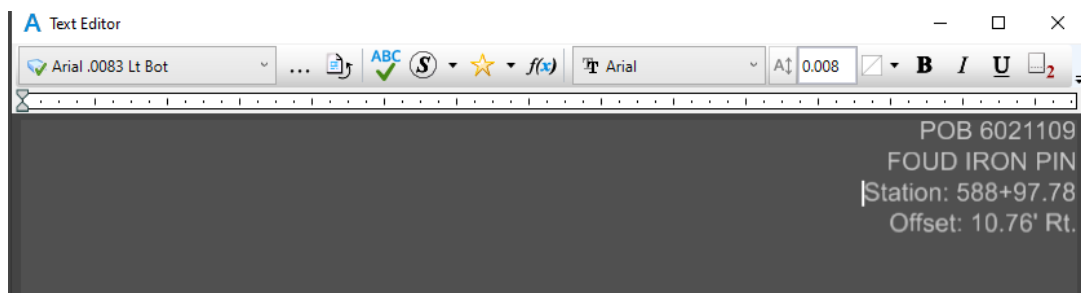 A Text Editor
Arial .0083 Lt Bot ... ABC S f(x) Arial 0.008 B I U 2
POB 6021109
FOUD IRON PIN
Station: 588+97.78
Offset: 10.76' Rt.